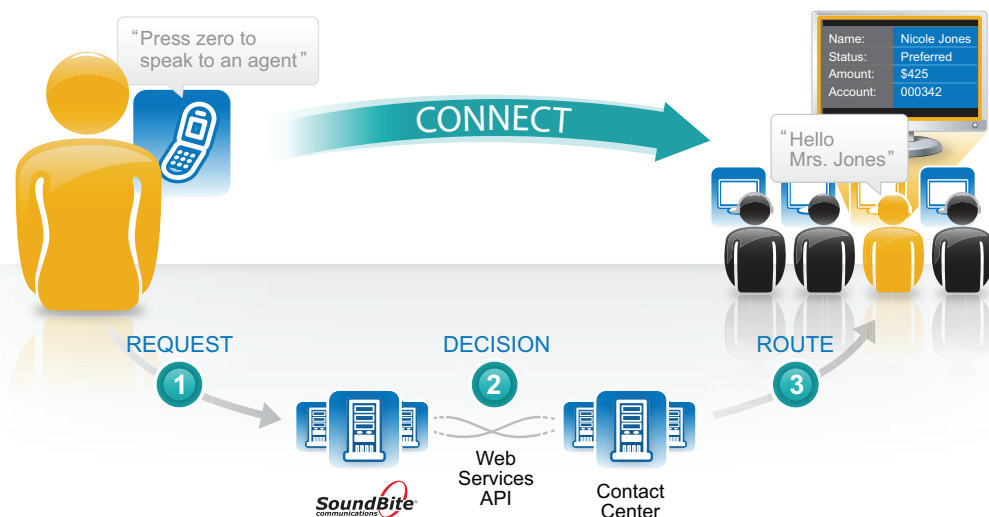 “Press zero to
speak to an agent”
CONNECT
Name: Nicole Jones
Status: Preferred
Amount: $425
Account: 000342
“Hello
Mrs. Jones”
REQUEST
DECISION
ROUTE
1
2
3
Web
Services
API
SoundBite
communications
Contact
Center